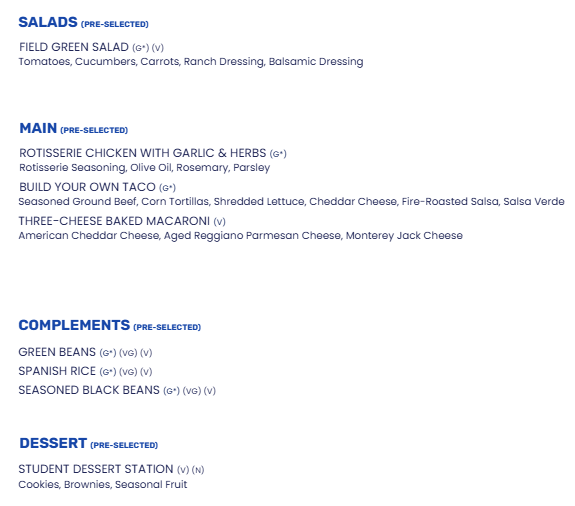 SALADS (PRE-SELECTED)
FIELD GREEN SALAD (G*) (V)
Tomatoes, Cucumbers, Carrots, Ranch Dressing, Balsamic Dressing
MAIN (PRE-SELECTED)
ROTISSERIE CHICKEN WITH GARLIC & HERBS (G*)
Rotisserie Seasoning, Olive Oil, Rosemary, Parsley
BUILD YOUR OWN TACO (G*)
Seasoned Ground Beef, Corn Tortillas, Shredded Lettuce, Cheddar Cheese, Fire-Roasted Salsa, Salsa Verde
THREE-CHEESE BAKED MACARONI (V)
American Cheddar Cheese, Aged Reggiano Parmesan Cheese, Monterey Jack Cheese
COMPLEMENTS (PRE-SELECTED)
GREEN BEANS (G*) (VG) (V)
SPANISH RICE (G*) (VG) (V)
SEASONED BLACK BEANS (G*) (VG) (V)
DESSERT (PRE-SELECTED)
STUDENT DESSERT STATION (V) (N)
Cookies, Brownies, Seasonal Fruit